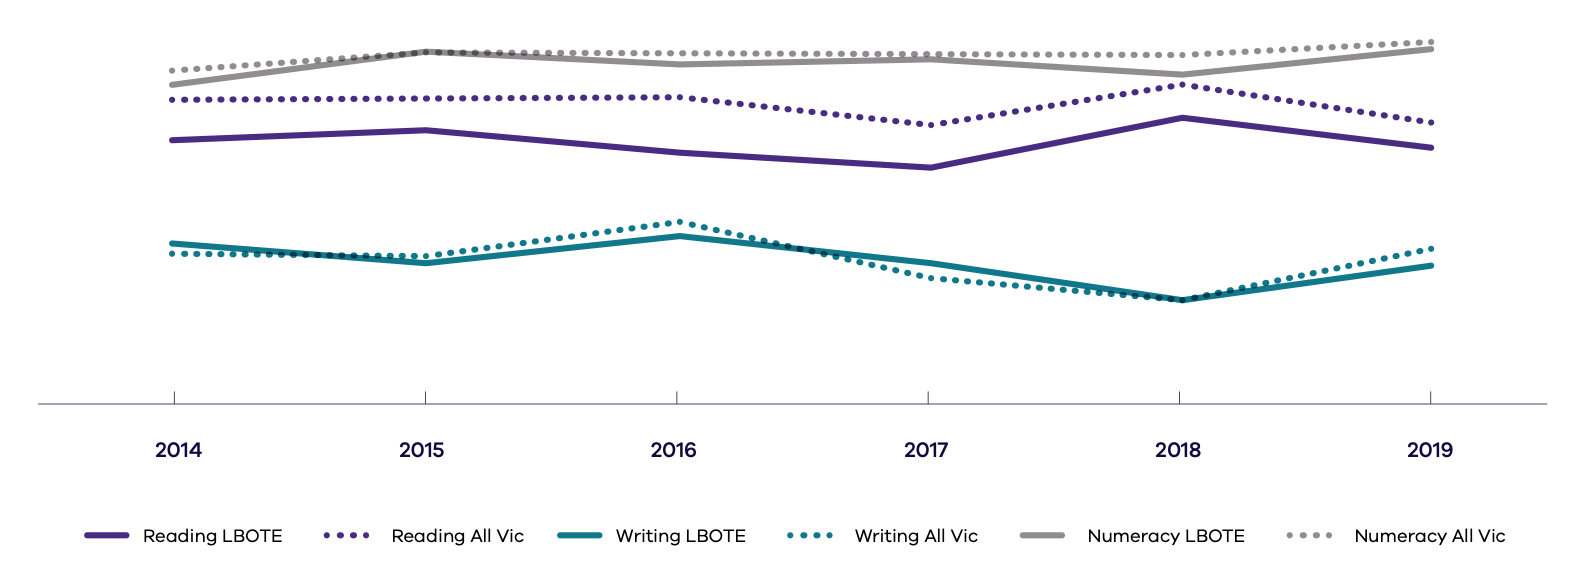 2014 2015 2016 2017 2018 2019
Reading LBOTE Reading All Vic Writing LBOTE Writing All Vic Numeracy LBOTE Numeracy All Vic